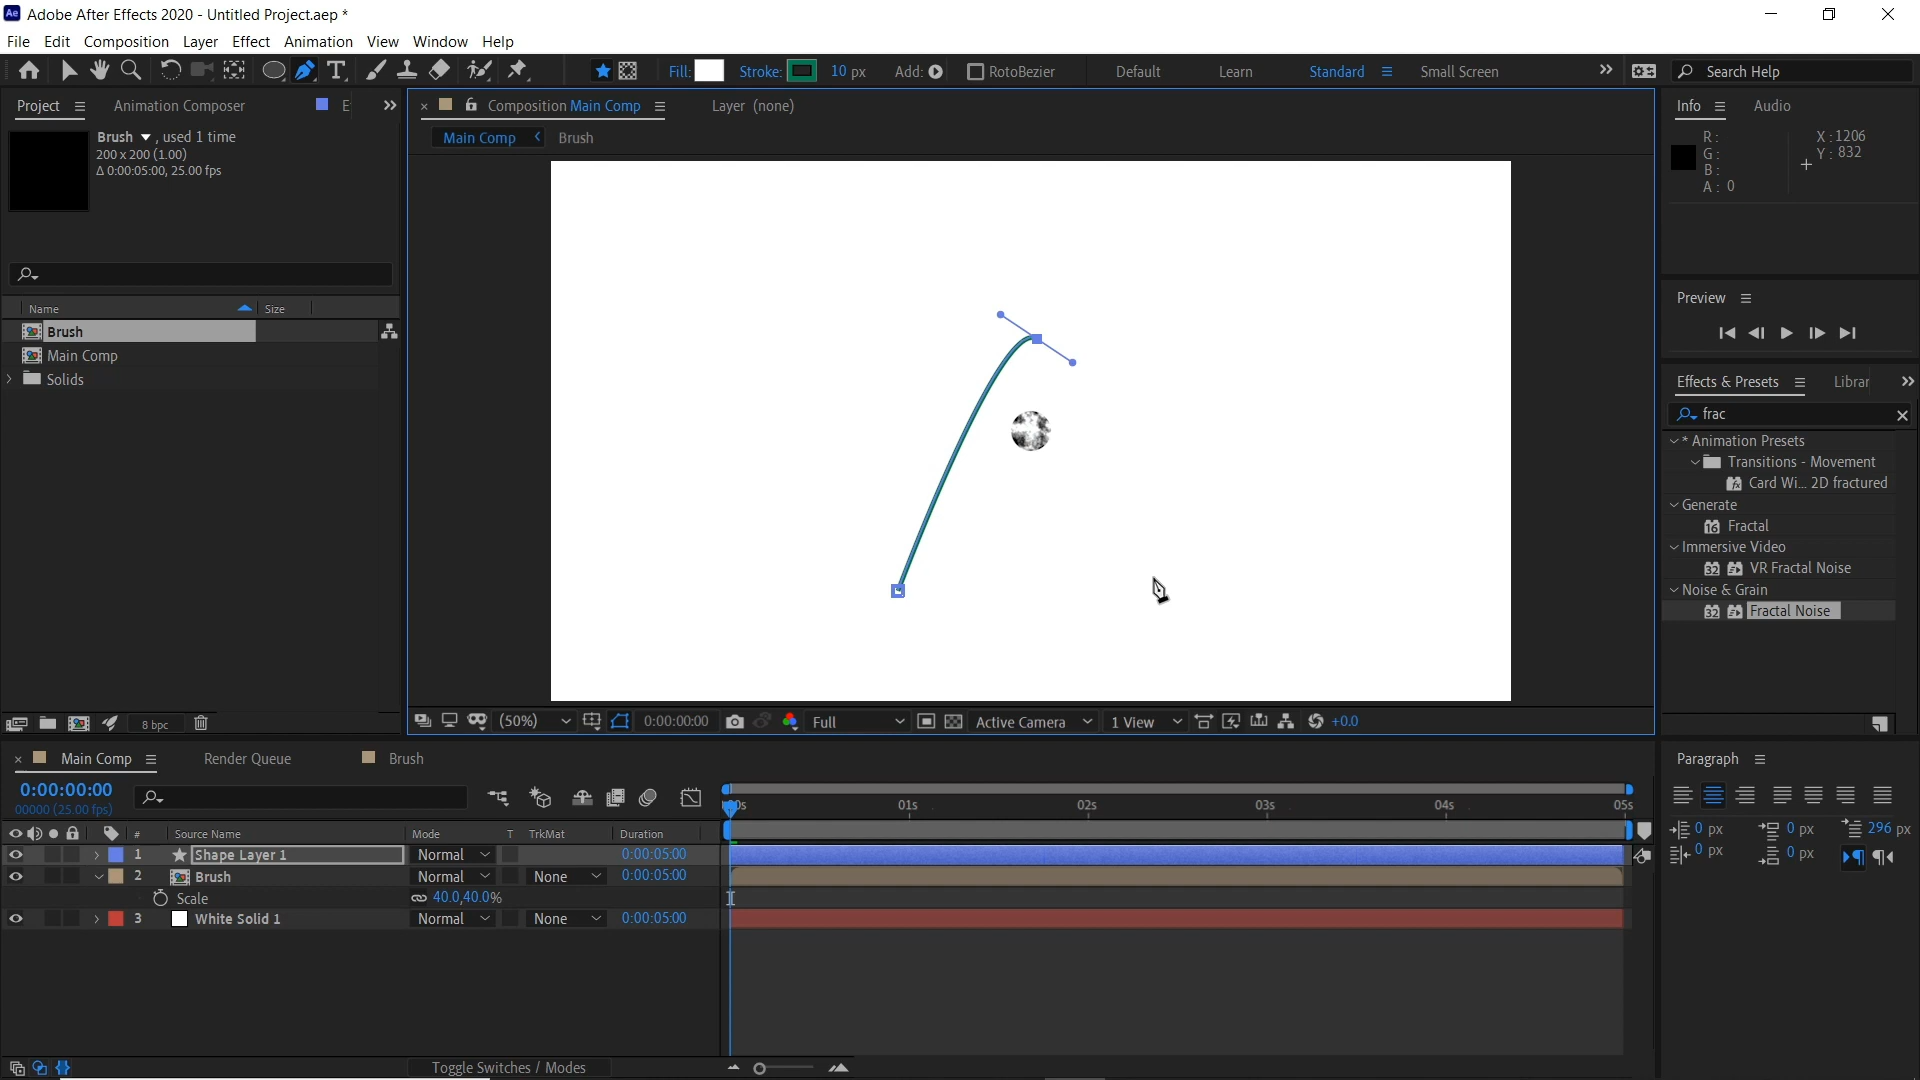 Ae Adobe After Effects 2020 - Untitled Project.aep *
File Edit Composition Layer Effect Animation View Window Help
Fill: Stroke: 10 px Add: RotoBezier Default Learn Standard Small Screen Search Help
Project Animation Composer E
Composition Main Comp Layer (none)
Info Audio
Main Comp Brush
Brush , used 1 time
200 x 200 (1.00)
Δ 0:00:05:00, 25.00 fps
R:
G:
B:
A: 0
X: 1206
Y: 832
Preview
Name Size
Brush
Main Comp
Solids
Effects & Presets Librar
frac
* Animation Presets
Transitions - Movement
Card Wi... 2D fractured
Generate
16 Fractal
Immersive Video
32 VR Fractal Noise
Noise & Grain
32 Fractal Noise
8 bpc
(50%) 0:00:00:00 Full Active Camera 1 View +0.0
Main Comp Render Queue Brush
Paragraph
0:00:00:00
00000 (25.00 fps)
01s 02s 03s 04s 05s
# Source Name Mode T TrkMat Duration
1 Shape Layer 1 Normal 0:00:05:00
2 Brush Normal None 0:00:05:00
Scale 40.0,40.0%
3 White Solid 1 Normal None 0:00:05:00
0 px 0 px 296 px
0 px 0 px
Toggle Switches / Modes